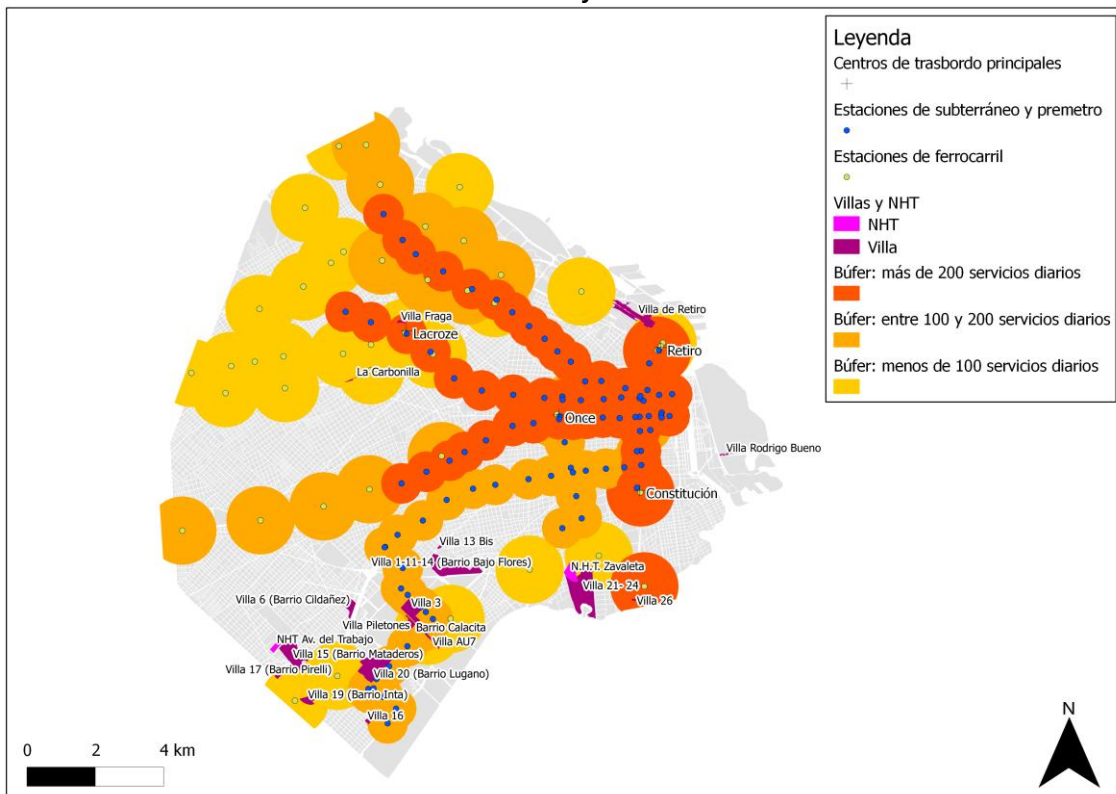 y
Leyenda
Centros de trasbordo principales
Estaciones de subterráneo y premetro
Estaciones de ferrocarril
Villas y NHT
NHT
Villa
Búfer: más de 200 servicios diarios
Búfer: entre 100 y 200 servicios diarios
Búfer: menos de 100 servicios diarios
Villa de Retiro
Villa Fraga
Lacroze
Retiro
La Carbonilla
Once
Villa Rodrigo Bueno
Constitución
Villa 13 Bis
Villa 1-11-14 (Barrio Bajo Flores)
N.H.T. Zavaleta
Villa 21- 24
Villa 26
Villa 6 (Barrio Cildañez)
Villa 3
Villa Piletones
Barrio Calacita
Villa AU7
NHT Av. del Trabajo
Villa 15 (Barrio Mataderos)
Villa 17 (Barrio Pirelli)
Villa 20 (Barrio Lugano)
Villa 19 (Barrio Inta)
Villa 16
0 2 4 km
N